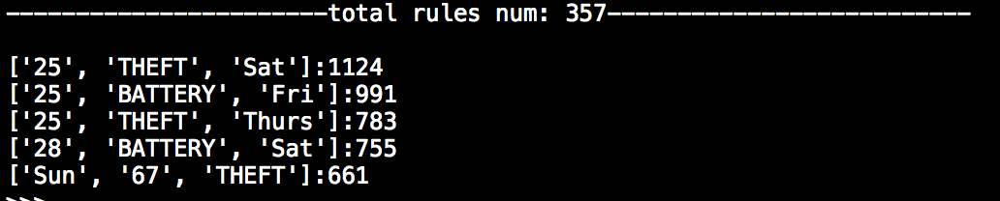 -----------------------total rules num: 357--------------------------
['25', 'THEFT', 'Sat']:1124
['25', 'BATTERY', 'Fri']:991
['25', 'THEFT', 'Thurs']:783
['28', 'BATTERY', 'Sat']:755
['Sun', '67', 'THEFT']:661
>>>